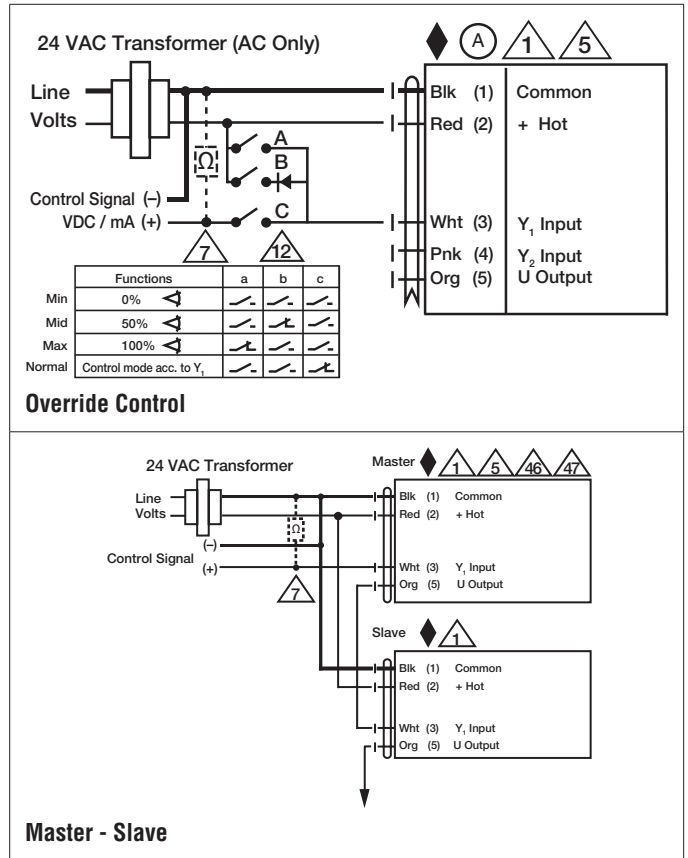 24 VAC Transformer (AC Only)
A 1 5
Line
Volts
Blk (1) Common
Red (2) + Hot
A
Ω
B
Control Signal (–)
VDC / mA (+)
C
Wht (3) Y₁ Input
7 12
Pnk (4) Y₂ Input
Org (5) U Output
Functions a b c
Min 0%
Mid 50%
Max 100%
Normal Control mode acc. to Y₁
Override Control
24 VAC Transformer
Master 1 5 46 47
Line
Volts
Blk (1) Common
Red (2) + Hot
Ω
Control Signal
(–)
(+)
Wht (3) Y₁ Input
Org (5) U Output
7
Slave 1
Blk (1) Common
Red (2) + Hot
Wht (3) Y₁ Input
Org (5) U Output
Master - Slave